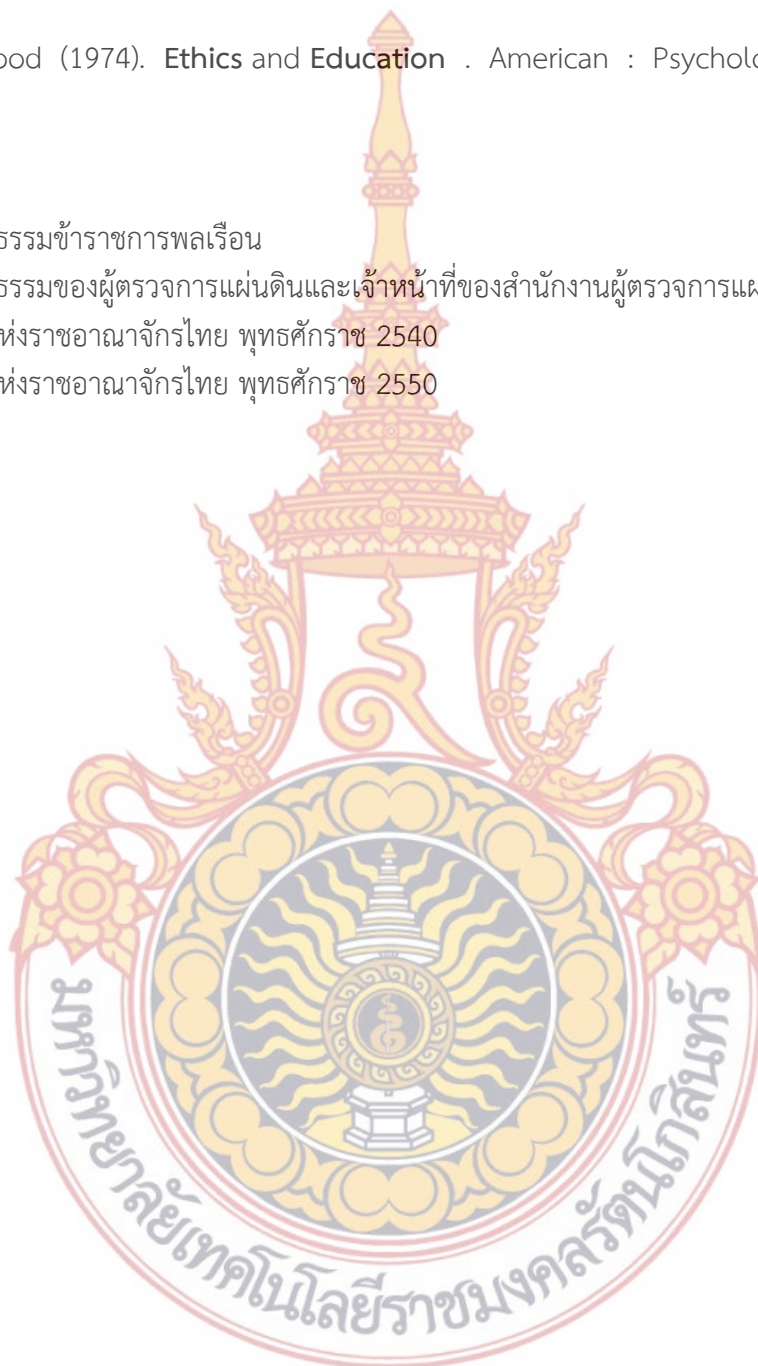 ood (1974). Ethics and Education . American : Psycholo
ธรรมข้าราชการพลเรือน
ธรรมของผู้ตรวจการแผ่นดินและเจ้าหน้าที่ของสำนักงานผู้ตรวจการแผ
ห่งราชอาณาจักรไทย พุทธศักราช 2540
ห่งราชอาณาจักรไทย พุทธศักราช 2550
มหาวิทยาลัยเทคโนโลยีราชมงคลรัตนโกสินทร์